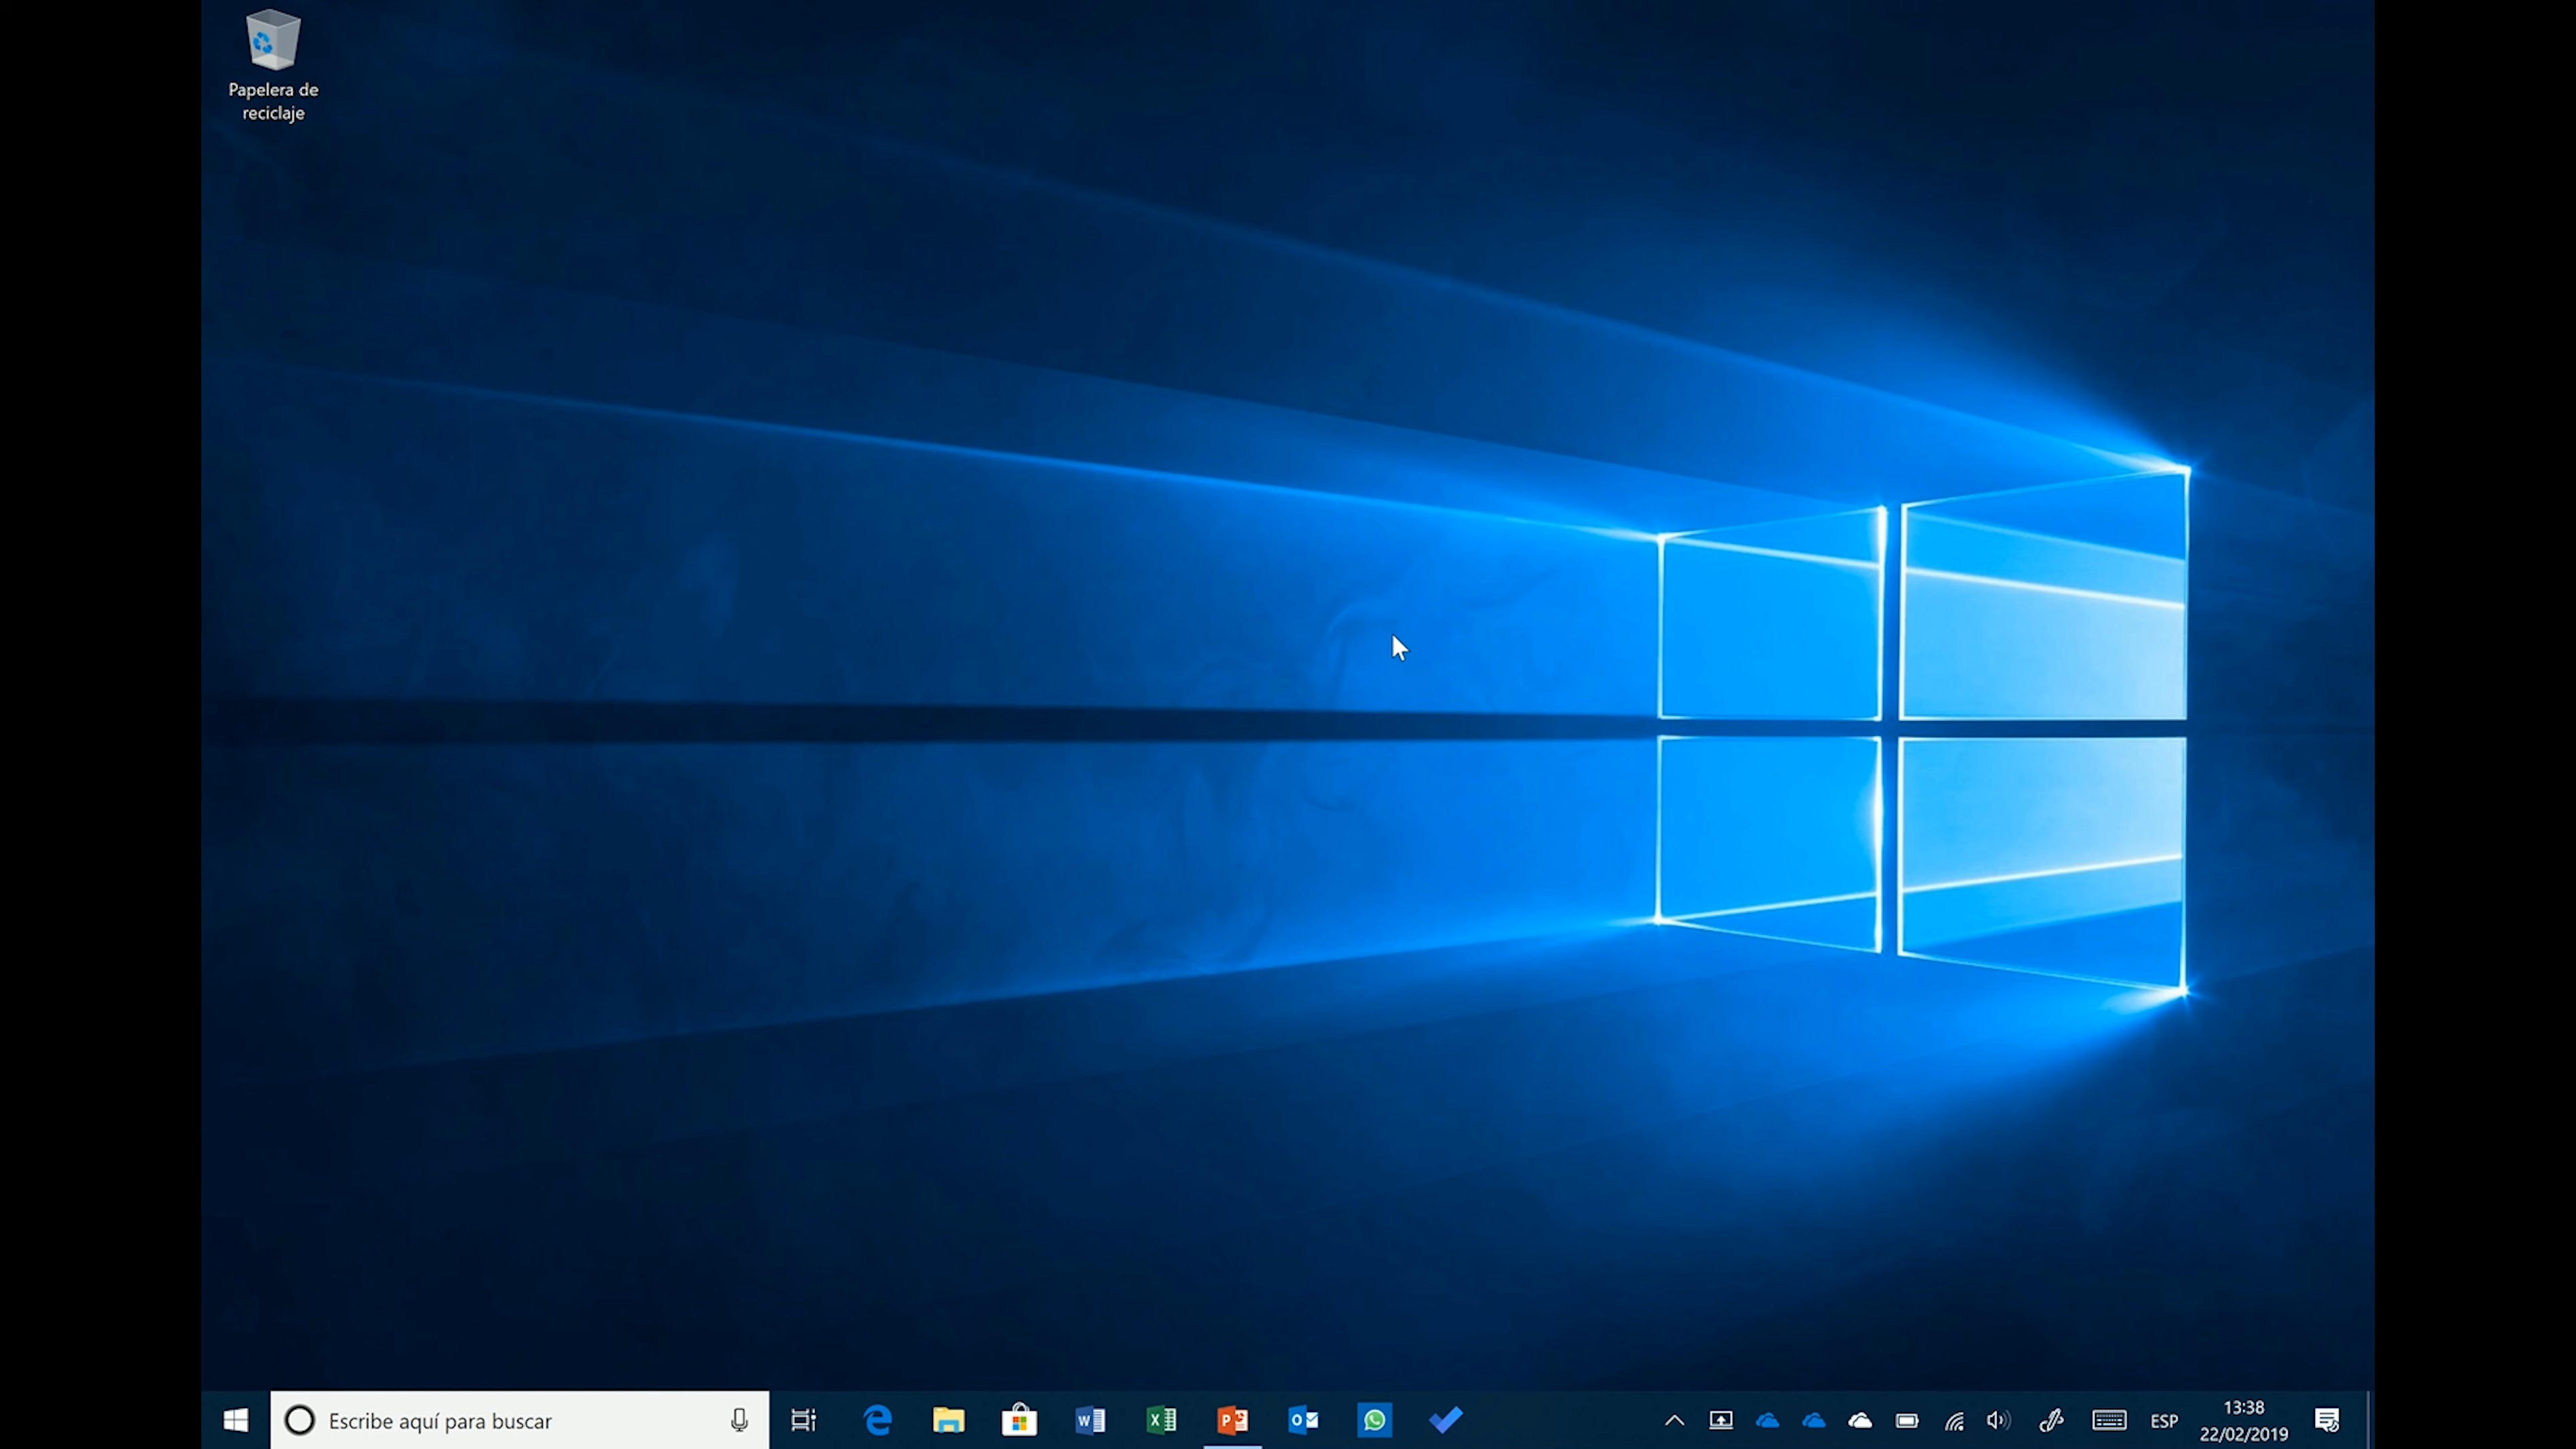 Papelera de
reciclaje
Escribe aquí para buscar
ESP
13:38
22/02/2019